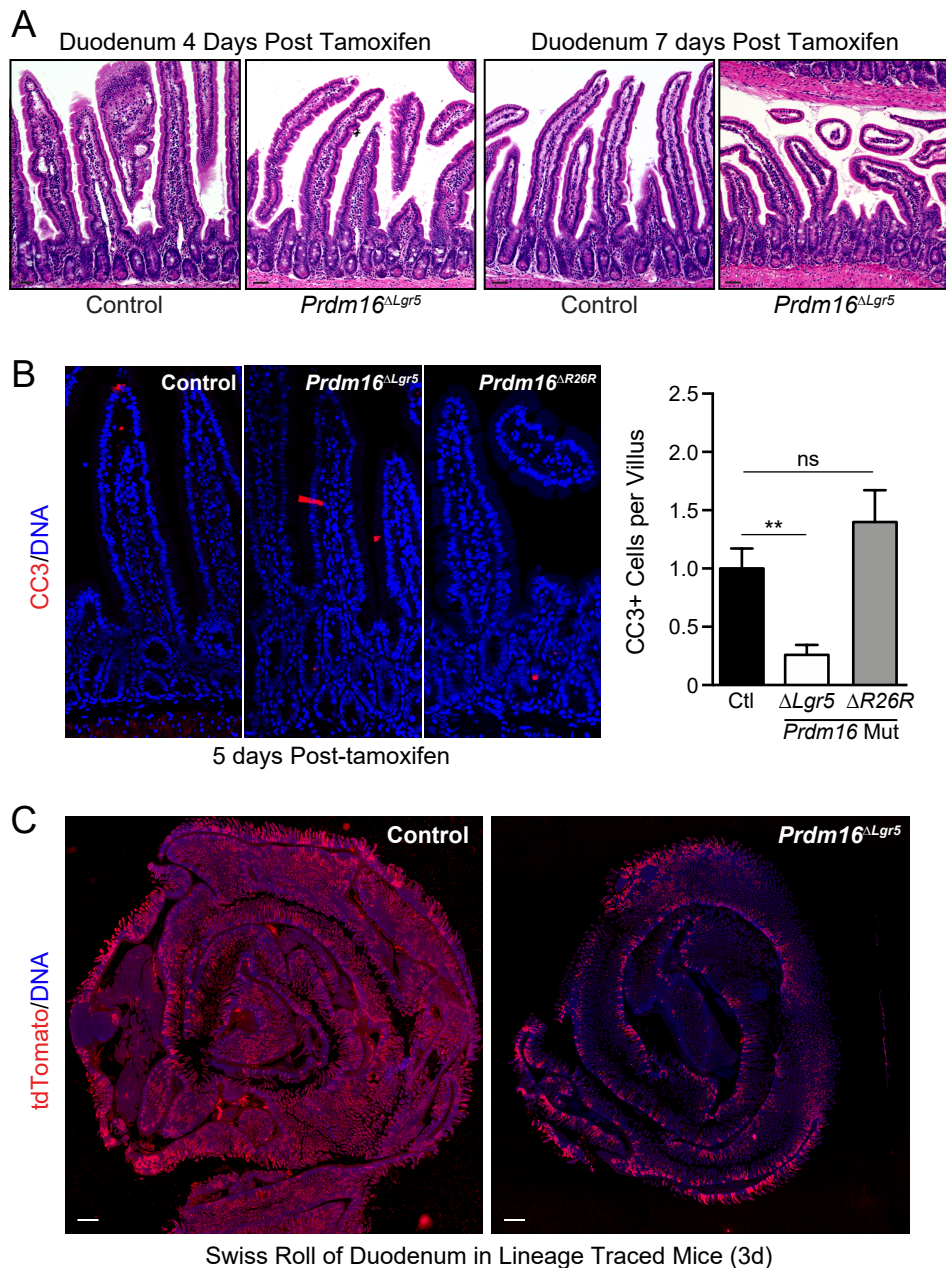 A
Duodenum 4 Days Post Tamoxifen
Duodenum 7 days Post Tamoxifen
Control
Prdm16ΔLgr5
Control
Prdm16ΔLgr5
B
CC3/DNA
Control
Prdm16ΔLgr5
Prdm16ΔR26R
5 days Post-tamoxifen
CC3+ Cells per Villus
2.5
2.0
1.5
1.0
0.5
0
ns
**
Ctl
ΔLgr5
ΔR26R
Prdm16 Mut
C
tdTomato/DNA
Control
Prdm16ΔLgr5
Swiss Roll of Duodenum in Lineage Traced Mice (3d)